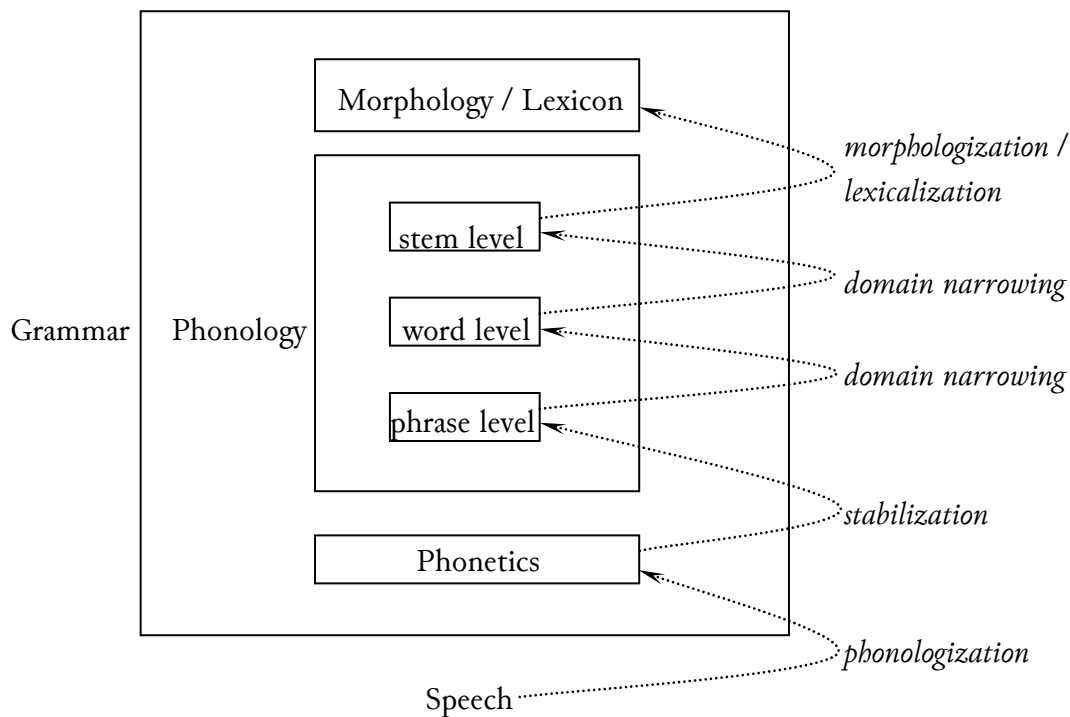 Morphology / Lexicon
morphologization /
lexicalization
stem level
domain narrowing
Grammar
Phonology
word level
domain narrowing
phrase level
stabilization
Phonetics
phonologization
Speech